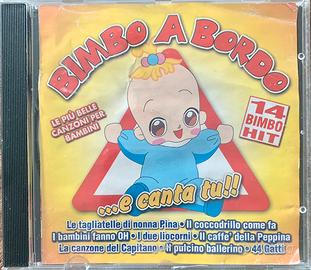 BIMBO A BORDO
LE PIÙ BELLE
CANZONI PER
BAMBINI
14
BIMBO
HIT
...e canta tu!!
Le tagliatelle di nonna Pina • Il coccodrillo come fa
I bambini fanno OH • I due liocorni • Il caffè della Peppina
La canzone del Capitano • Il pulcino ballerino • 44 Gatti